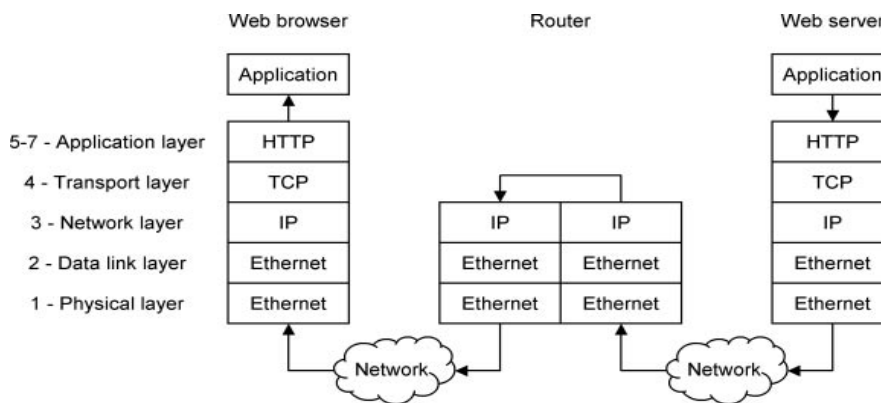 Web browser Router Web server
Application Application
5-7 - Application layer HTTP HTTP
4 - Transport layer TCP TCP
3 - Network layer IP IP IP IP
2 - Data link layer Ethernet Ethernet Ethernet Ethernet
1 - Physical layer Ethernet Ethernet Ethernet Ethernet
Network Network